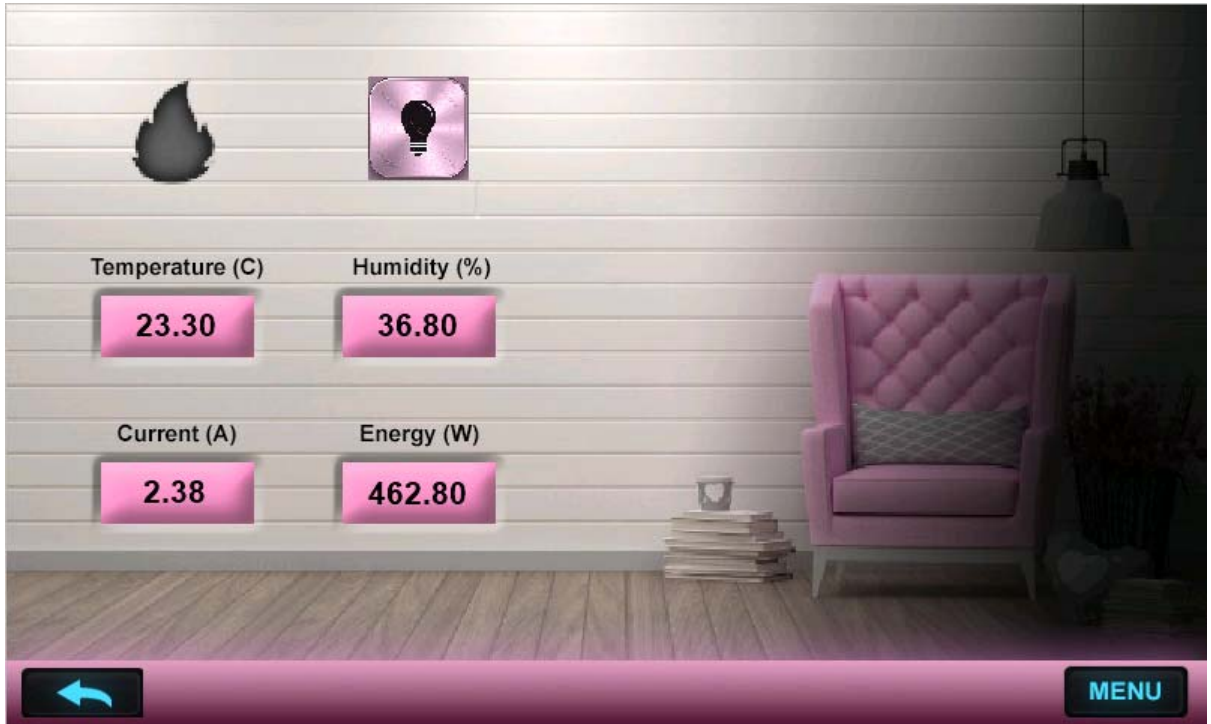 Temperature (C) Humidity (%)
23.30 36.80
Current (A) Energy (W)
2.38 462.80
MENU